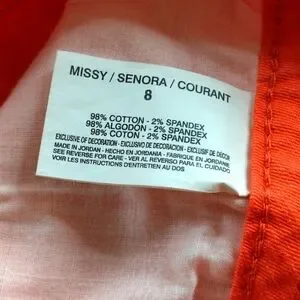 MISSY / SENORA / COURANT
8
98% COTTON - 2% SPANDEX
98% ALGODON - 2% SPANDEX
98% COTON - 2% SPANDEX
EXCLUSIVE OF DECORATION - EXCLUSIVO DE DECORACION - EXCLUSIF DE DECOR
MADE IN JORDAN - HECHO EN JORDANIA - FABRIQUE EN JORDANIE
SEE REVERSE FOR CARE - VER AL REVERSO PARA EL CUIDADO
VOIR LES INSTRUCTIONS D'ENTRETIEN AU DOS